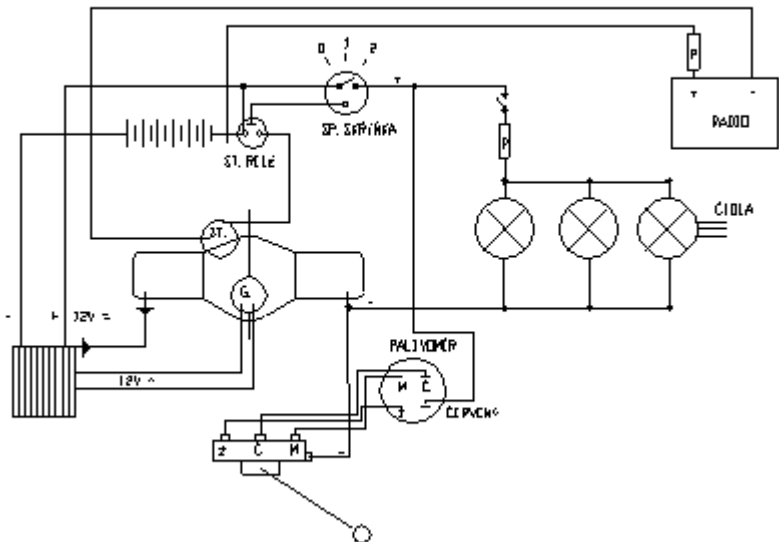 0 1 2
+
P
+ -
RADIO
SP. SKŘÍŇKA
P
ST. RELÉ
ČIDLA
ST.
G.
- + 12V =
-
12V ~
PALIVOMĚR
M Č
ž -
ČERVENÁ
ž Č M
-